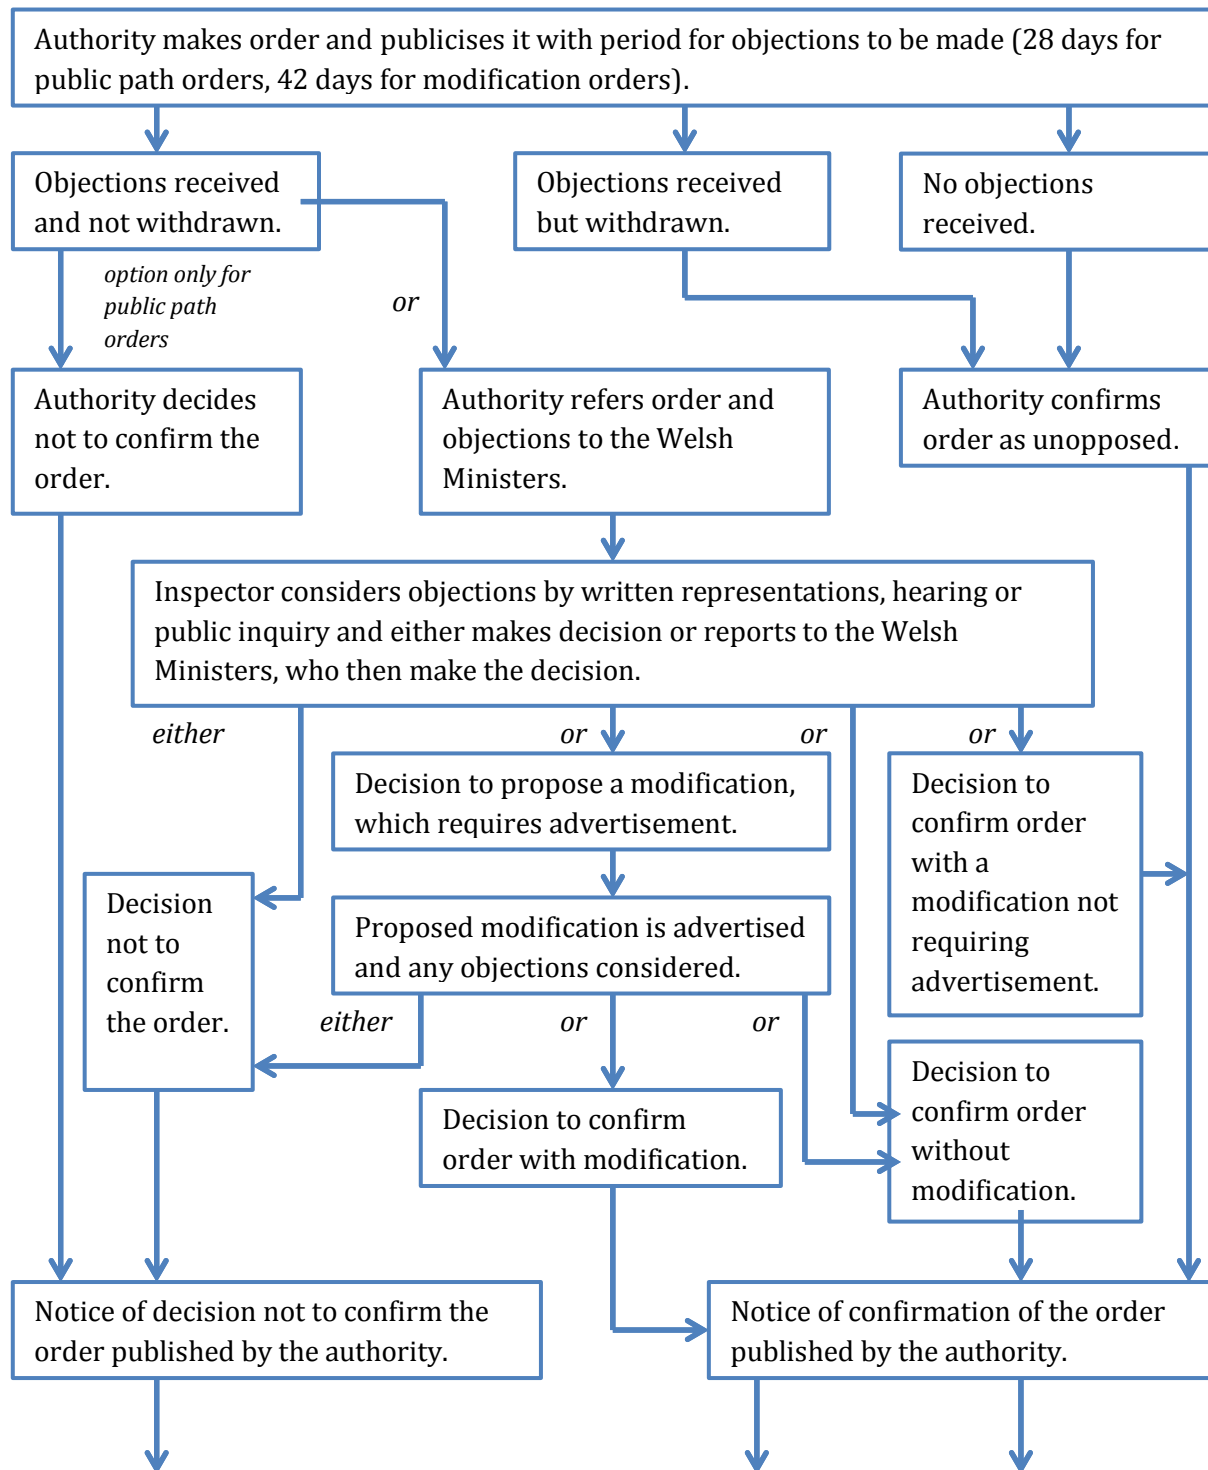 Authority makes order and publicises it with period for objections to be made (28 days for
public path orders, 42 days for modification orders).
Objections received
and not withdrawn.
Objections received
but withdrawn.
No objections
received.
option only for
public path
orders
or
Authority decides
not to confirm the
order.
Authority refers order and
objections to the Welsh
Ministers.
Authority confirms
order as unopposed.
Inspector considers objections by written representations, hearing or
public inquiry and either makes decision or reports to the Welsh
Ministers, who then make the decision.
either
or
or
or
Decision to propose a modification,
which requires advertisement.
Decision to
confirm order
with a
modification not
requiring
advertisement.
Decision
not to
confirm
the order.
Proposed modification is advertised
and any objections considered.
either
or
or
Decision to confirm
order with modification.
Decision to
confirm order
without
modification.
Notice of decision not to confirm the
order published by the authority.
Notice of confirmation of the order
published by the authority.